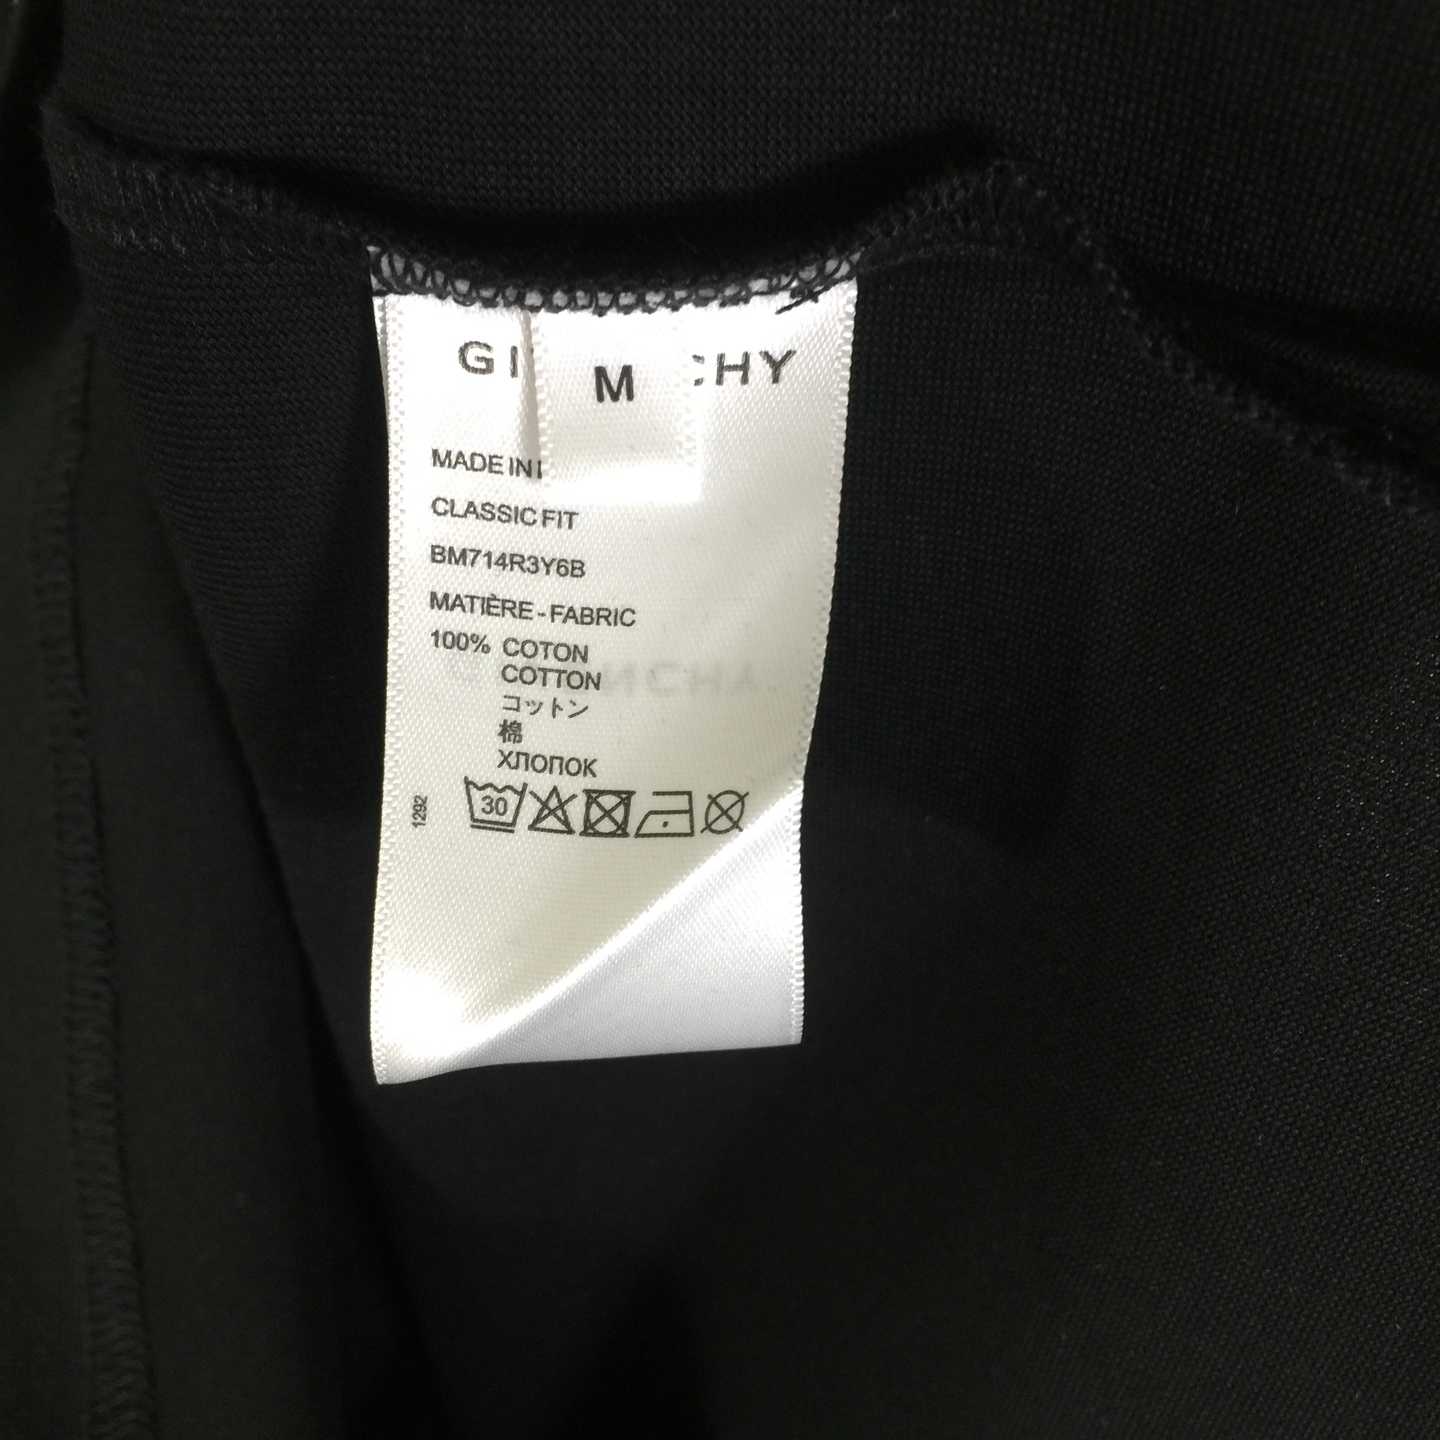 GI CHY
M
MADE IN I
CLASSIC FIT
BM714R3Y6B
MATIÈRE - FABRIC
100% COTON
COTTON
コットン
棉
ХЛОПОК
30
1292